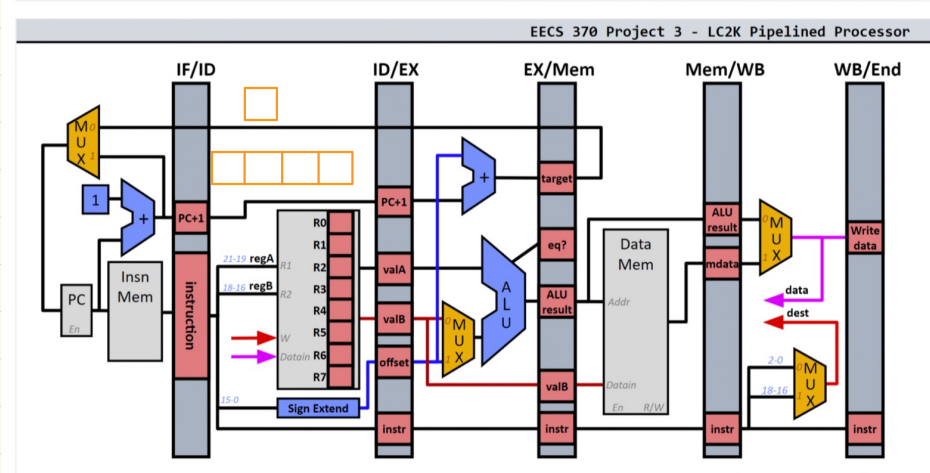 EECS 370 Project 3 - LC2K Pipelined Processor
IF/ID
ID/EX
EX/Mem
Mem/WB
WB/End
M
U
X
0
1
1
+
PC+1
PC
En
Insn
Mem
instruction
21-19 regA
18-16 regB
R1
R2
W
Datain
R0
R1
R2
R3
R4
R5
R6
R7
15-0
Sign Extend
PC+1
valA
valB
offset
instr
+
M
U
X
0
1
A
L
U
target
eq?
ALU
result
valB
instr
Data
Mem
Addr
Datain
En R/W
ALU
result
mdata
instr
M
U
X
0
1
data
dest
2-0
18-16
M
U
X
0
1
Write
data
instr